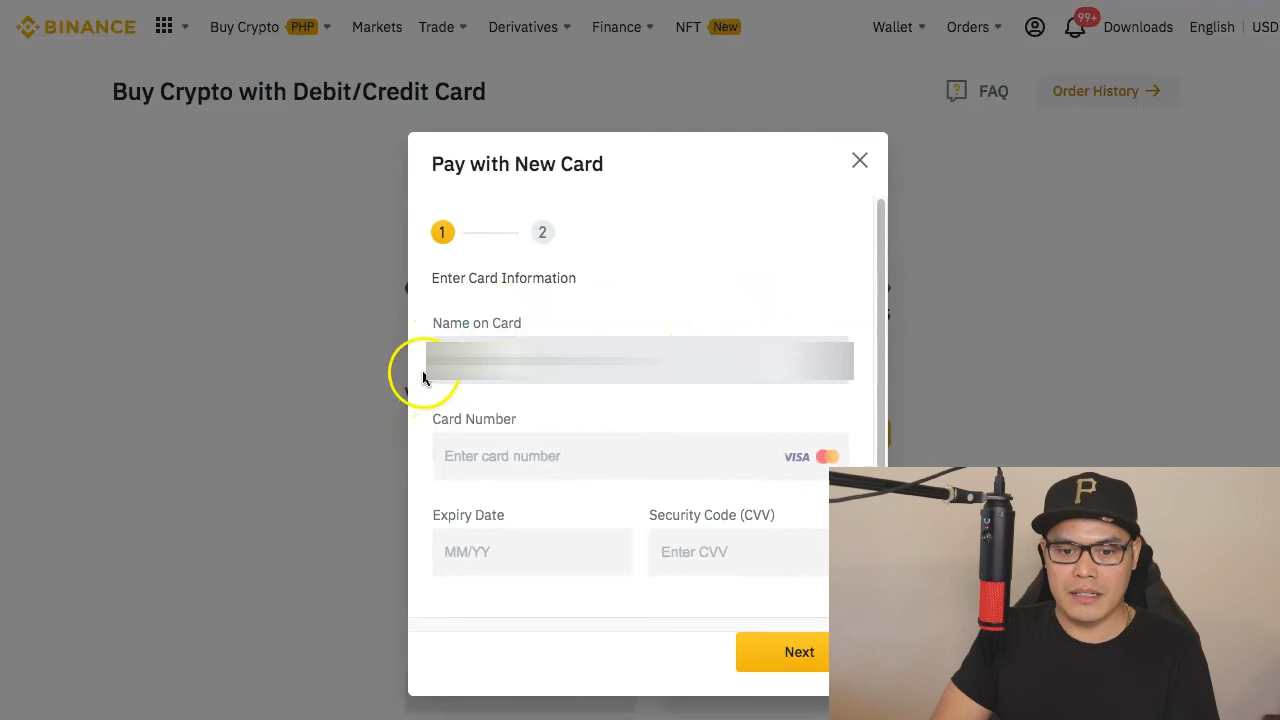 BINANCE Buy Crypto PHP Markets Trade Derivatives Finance NFT New Wallet Orders 99+ Downloads English USD
Buy Crypto with Debit/Credit Card FAQ Order History
Pay with New Card
1 2
Enter Card Information
Name on Card
Card Number
Enter card number VISA
Expiry Date Security Code (CVV)
MM/YY Enter CVV
Next
P